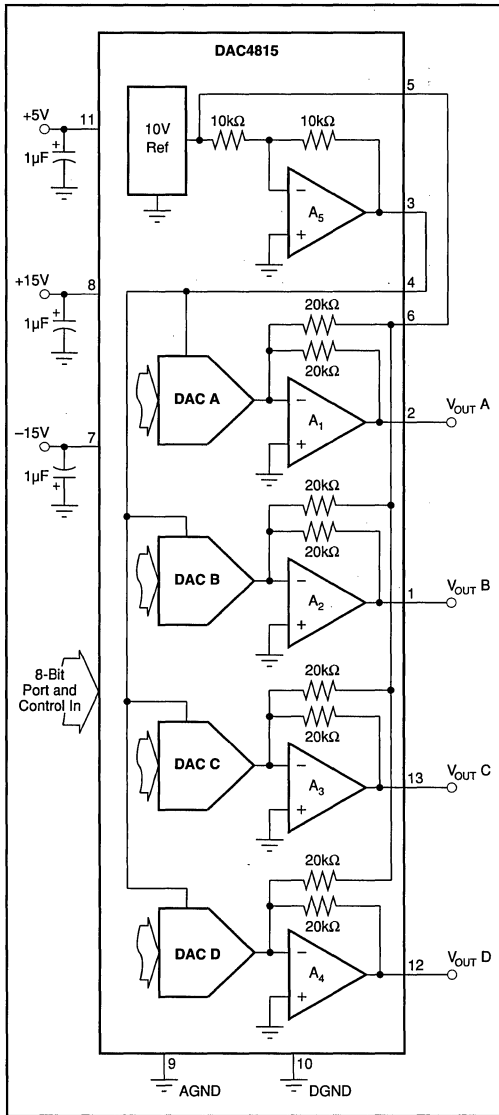 DAC4815
5
+5V
11
+
1µF
10V
Ref
10kΩ
10kΩ
−
A5
+
3
4
+15V
8
+
1µF
6
20kΩ
20kΩ
DAC A
−
A1
+
2
VOUT A
−15V
7
1µF
+
20kΩ
20kΩ
DAC B
−
A2
+
1
VOUT B
8-Bit
Port and
Control In
20kΩ
20kΩ
DAC C
−
A3
+
13
VOUT C
20kΩ
20kΩ
DAC D
−
A4
+
12
VOUT D
9
10
AGND
DGND